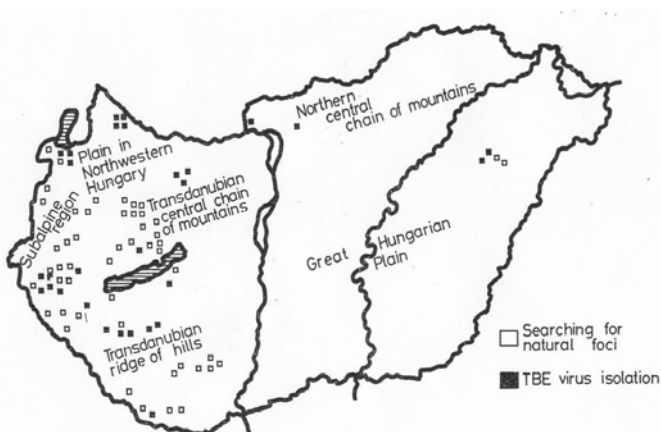 Northern
central
chain of mountains
Plain in
Northwestern
Hungary
Subalpine
region
Transdanubian
central chain
of mountains
Great
Hungarian
Plain
Transdanubian
ridge of hills
Searching for
natural foci
TBE virus isolation